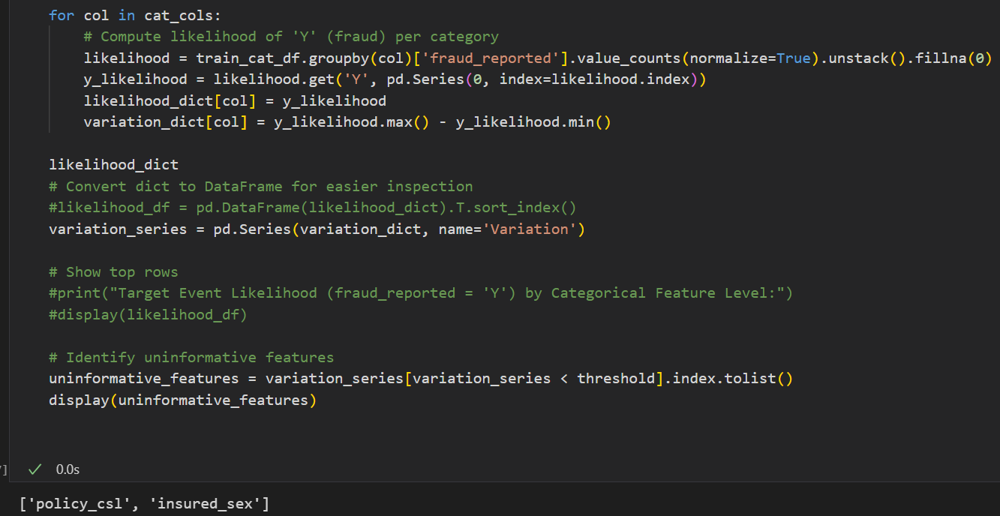 for col in cat_cols:
    # Compute likelihood of 'Y' (fraud) per category
    likelihood = train_cat_df.groupby(col)['fraud_reported'].value_counts(normalize=True).unstack().fillna(0)
    y_likelihood = likelihood.get('Y', pd.Series(0, index=likelihood.index))
    likelihood_dict[col] = y_likelihood
    variation_dict[col] = y_likelihood.max() - y_likelihood.min()
likelihood_dict
# Convert dict to DataFrame for easier inspection
#likelihood_df = pd.DataFrame(likelihood_dict).T.sort_index()
variation_series = pd.Series(variation_dict, name='Variation')
# Show top rows
#print("Target Event Likelihood (fraud_reported = 'Y') by Categorical Feature Level:")
#display(likelihood_df)
# Identify uninformative features
uninformative_features = variation_series[variation_series < threshold].index.tolist()
display(uninformative_features)
]
0.0s
['policy_csl', 'insured_sex']